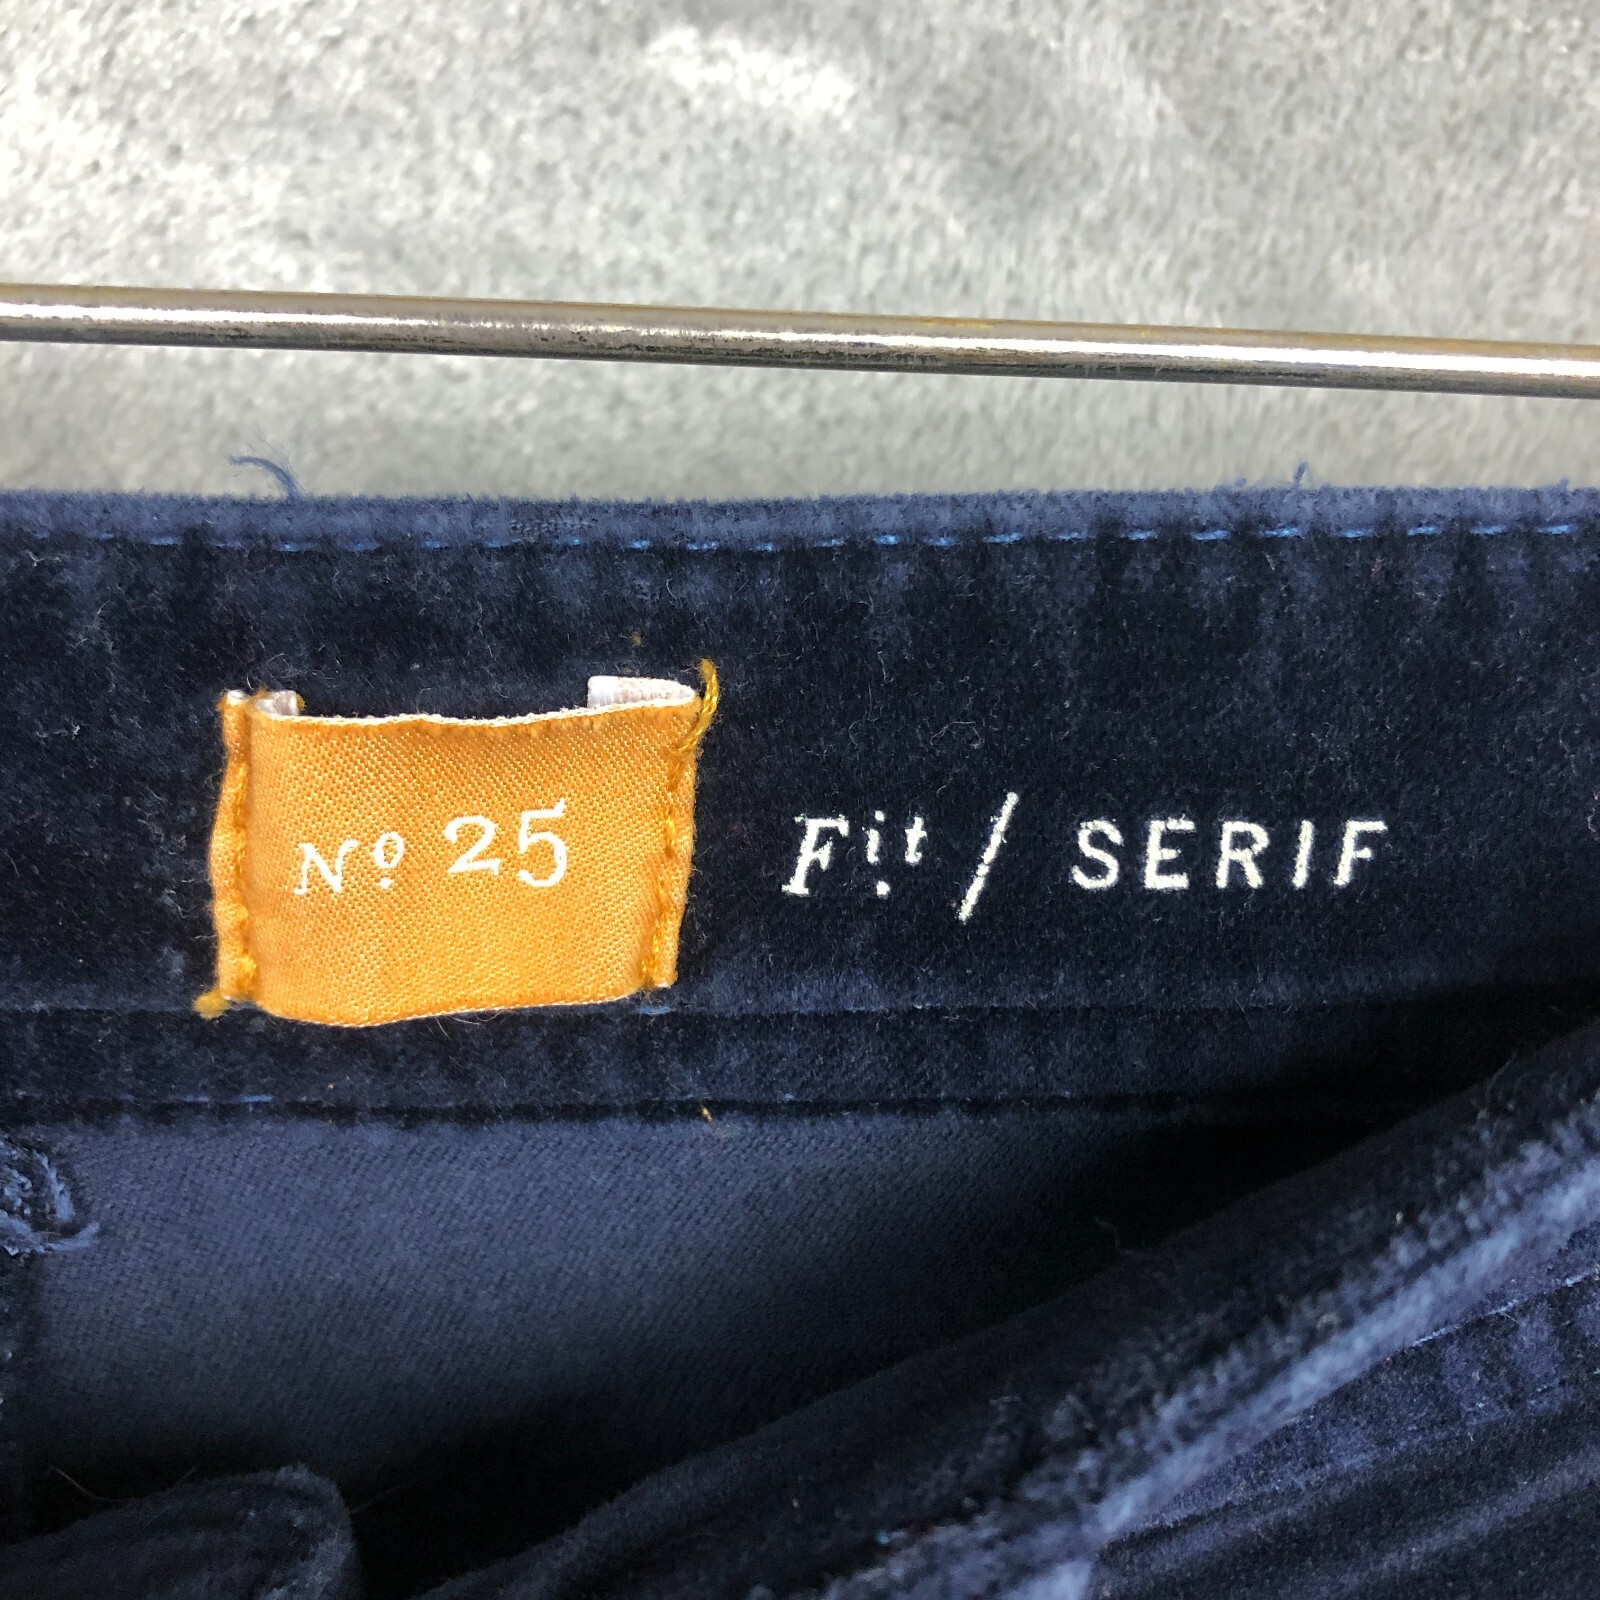 Nº 25
Fit / SERIF